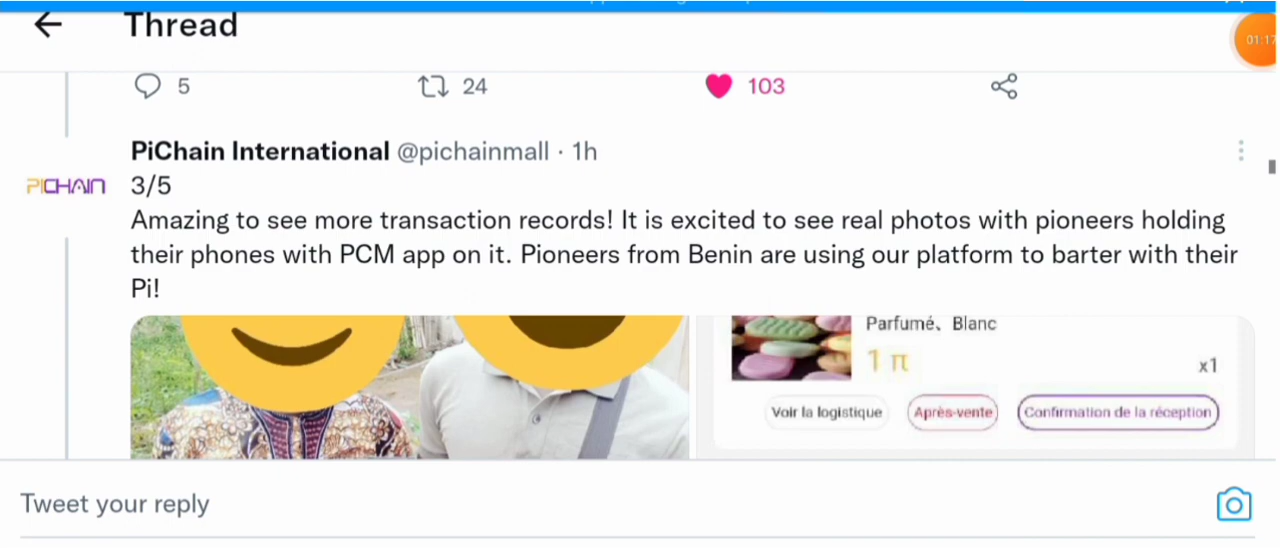 01:17
Thread
5
24
103
PiChain International @pichainmall · 1h
PICHAIN
3/5
Amazing to see more transaction records! It is excited to see real photos with pioneers holding
their phones with PCM app on it. Pioneers from Benin are using our platform to barter with their
Pi!
Parfumé、Blanc
1 π
x1
Voir la logistique
Après-vente
Confirmation de la réception
Tweet your reply